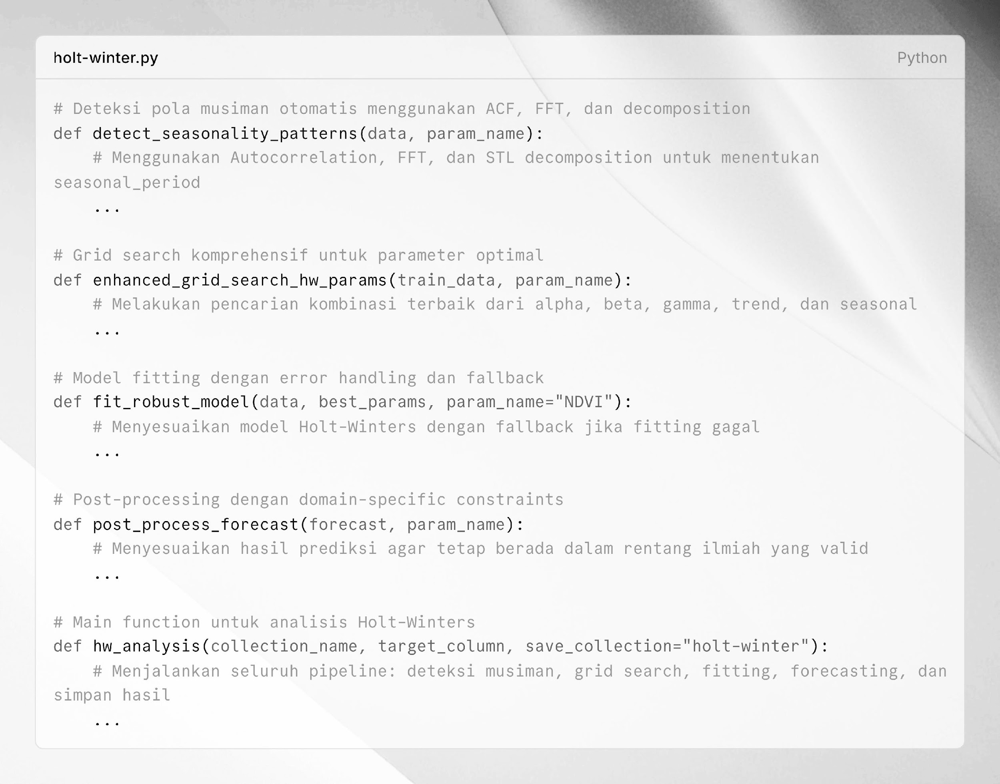 holt-winter.py
Python
# Deteksi pola musiman otomatis menggunakan ACF, FFT, dan decomposition
def detect_seasonality_patterns(data, param_name):
    # Menggunakan Autocorrelation, FFT, dan STL decomposition untuk menentukan
seasonal_period
    ...
# Grid search komprehensif untuk parameter optimal
def enhanced_grid_search_hw_params(train_data, param_name):
    # Melakukan pencarian kombinasi terbaik dari alpha, beta, gamma, trend, dan seasonal
    ...
# Model fitting dengan error handling dan fallback
def fit_robust_model(data, best_params, param_name="NDVI"):
    # Menyesuaikan model Holt-Winters dengan fallback jika fitting gagal
    ...
# Post-processing dengan domain-specific constraints
def post_process_forecast(forecast, param_name):
    # Menyesuaikan hasil prediksi agar tetap berada dalam rentang ilmiah yang valid
    ...
# Main function untuk analisis Holt-Winters
def hw_analysis(collection_name, target_column, save_collection="holt-winter"):
    # Menjalankan seluruh pipeline: deteksi musiman, grid search, fitting, forecasting, dan
simpan hasil
    ...